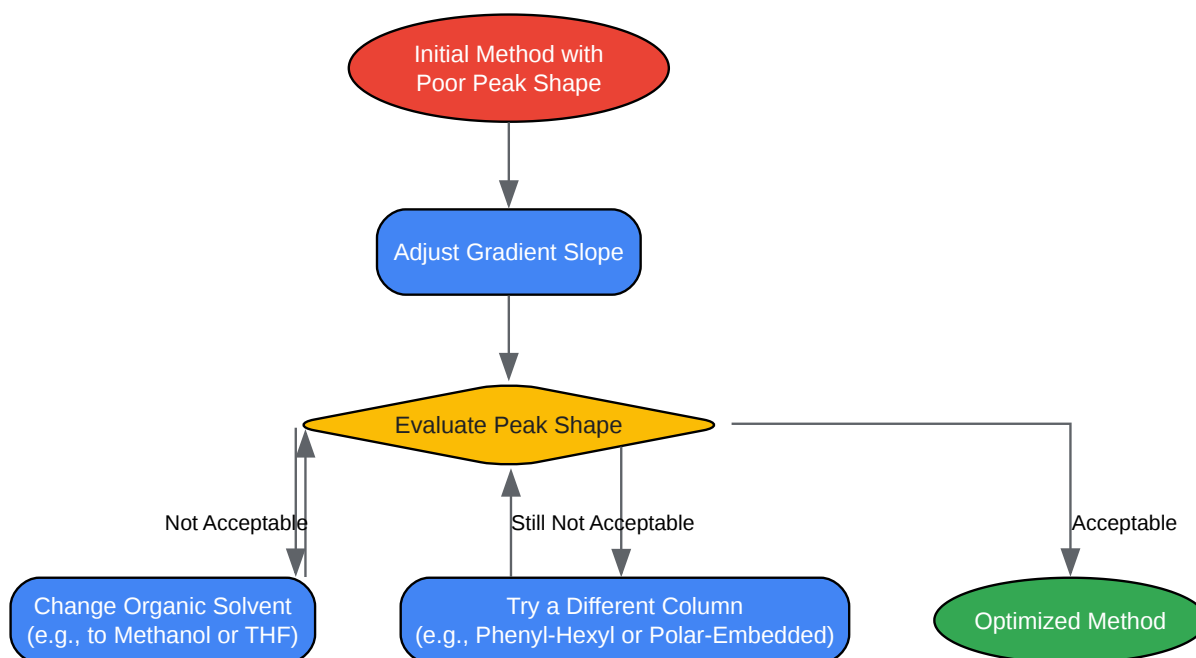 Initial Method with
Poor Peak Shape
Adjust Gradient Slope
Evaluate Peak Shape
Not Acceptable
Still Not Acceptable
Acceptable
Change Organic Solvent
(e.g., to Methanol or THF)
Try a Different Column
(e.g., Phenyl-Hexyl or Polar-Embedded)
Optimized Method